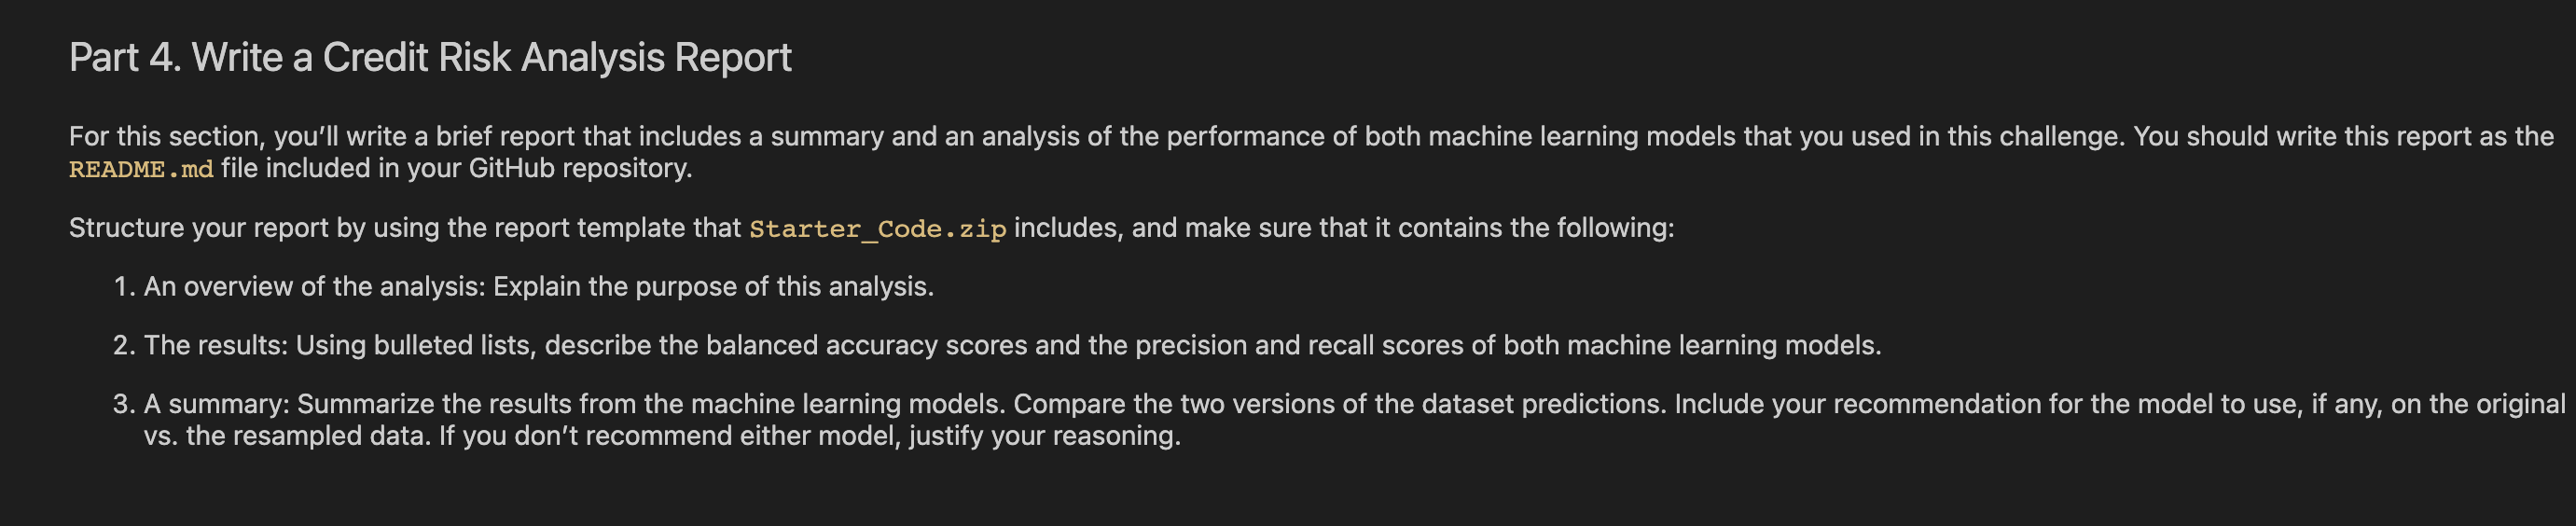 Part 4. Write a Credit Risk Analysis Report
For this section, you’ll write a brief report that includes a summary and an analysis of the performance of both machine learning models that you used in this challenge. You should write this report as the
README.md file included in your GitHub repository.
Structure your report by using the report template that Starter_Code.zip includes, and make sure that it contains the following:
1. An overview of the analysis: Explain the purpose of this analysis.
2. The results: Using bulleted lists, describe the balanced accuracy scores and the precision and recall scores of both machine learning models.
3. A summary: Summarize the results from the machine learning models. Compare the two versions of the dataset predictions. Include your recommendation for the model to use, if any, on the original
vs. the resampled data. If you don’t recommend either model, justify your reasoning.